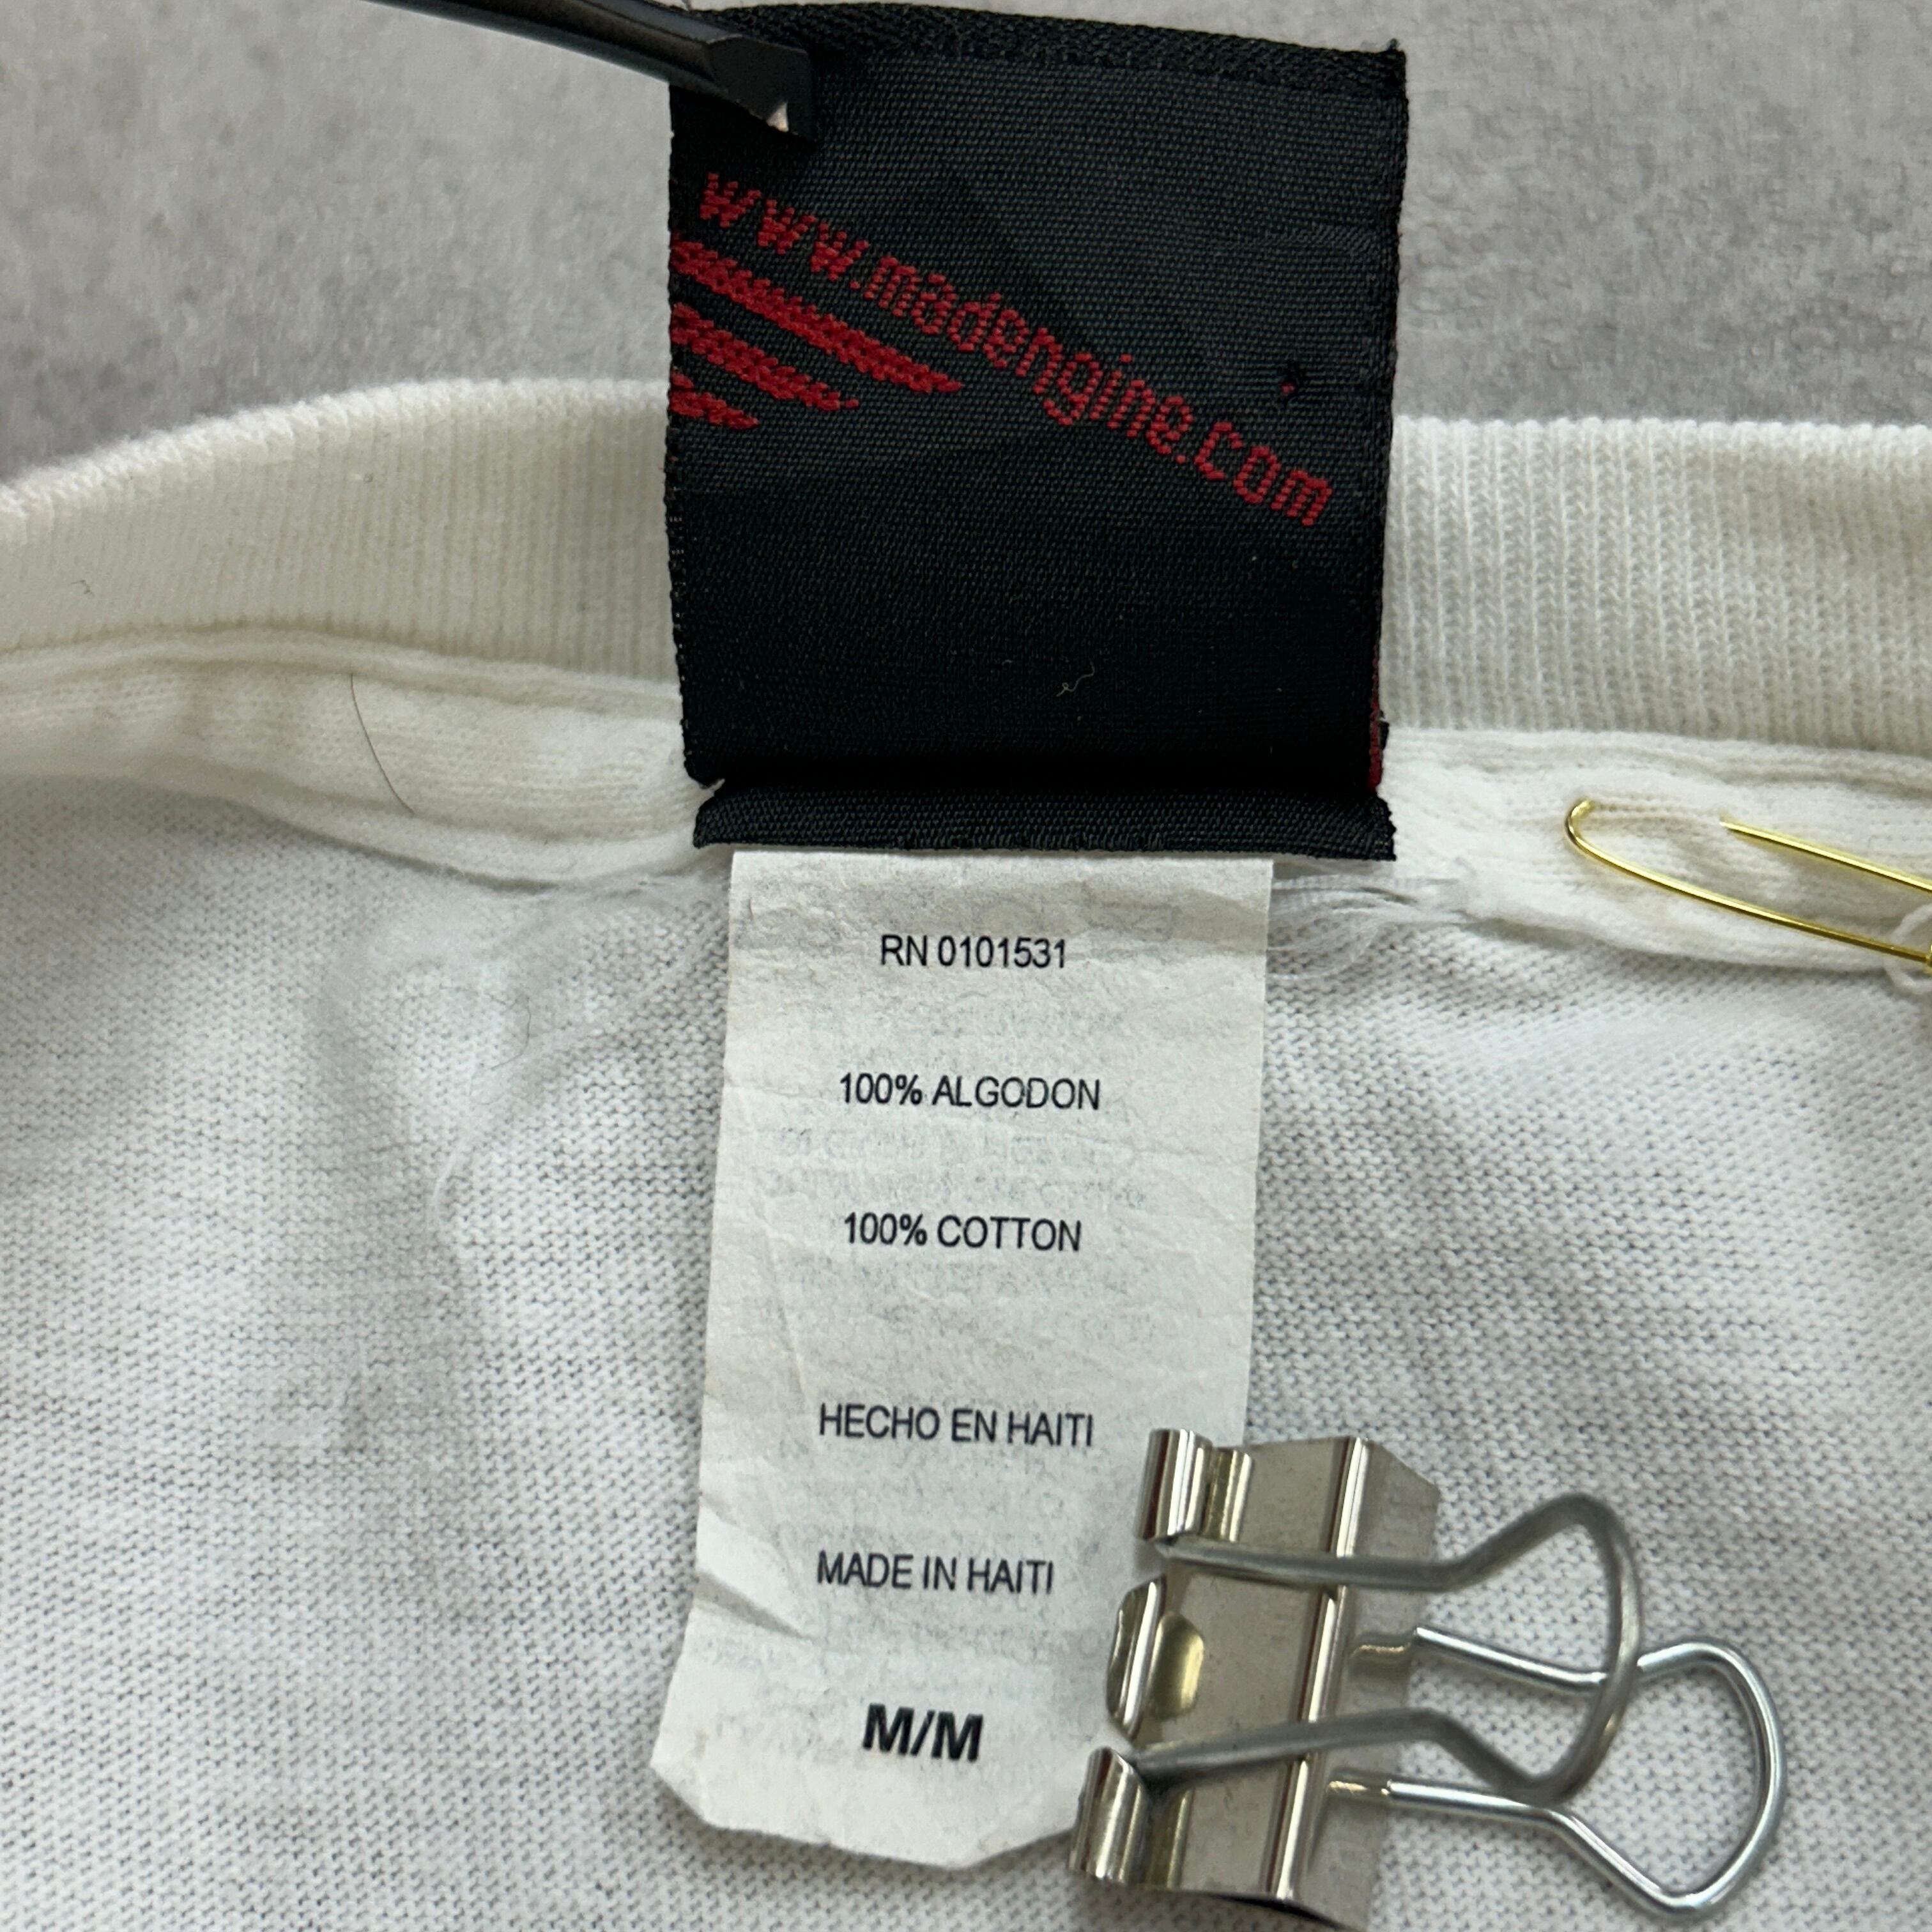 www.madengine.com
RN 0101531
100% ALGODON
100% COTTON
HECHO EN HAITI
MADE IN HAITI
M/M